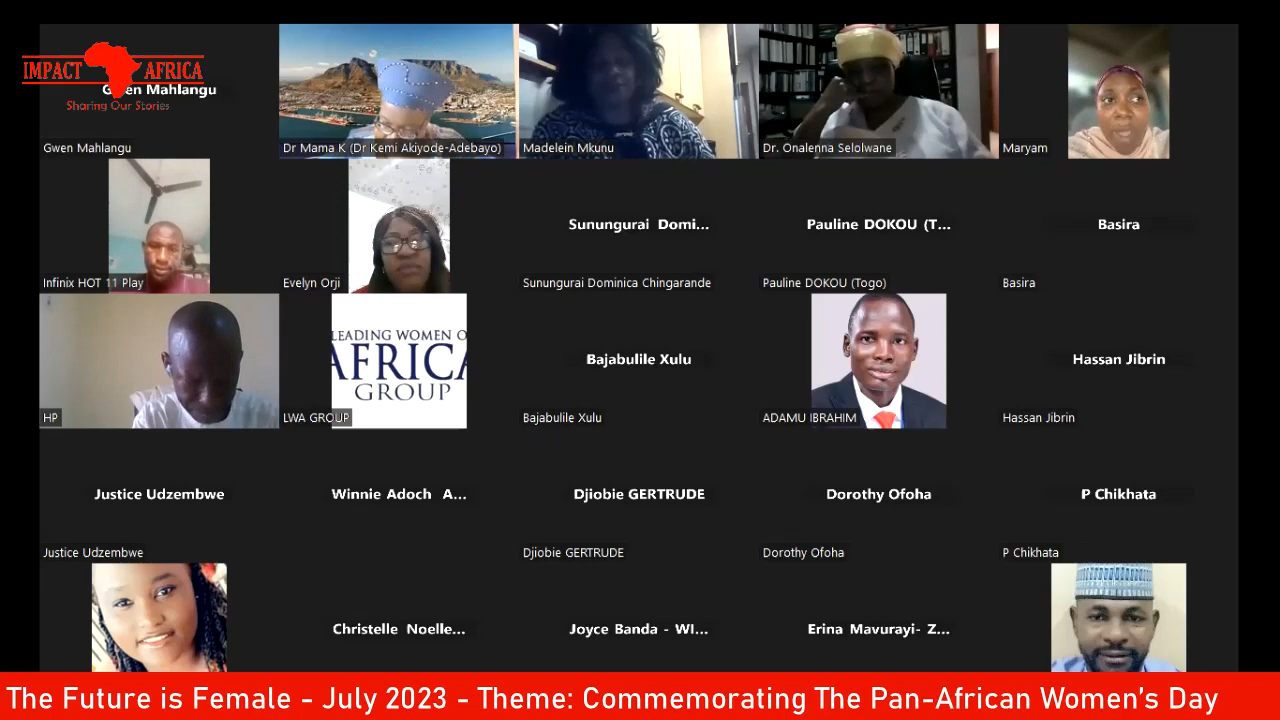 IMPACT AFRICA
Gwen Mahlangu
Sharing Our Stories
Gwen Mahlangu
Dr Mama K (Dr Kemi Akiyode-Adebayo)
Madelein Mkunu
Dr. Onalenna Selolwane
Maryam
Sunungurai Domi...
Pauline DOKOU (T...
Basira
Infinix HOT 11 Play
Evelyn Orji
Sunungurai Dominica Chingarande
Pauline DOKOU (Togo)
Basira
LEADING WOMEN O
AFRICA
GROUP
Bajabulile Xulu
Hassan Jibrin
HP
LWA GROUP
Bajabulile Xulu
ADAMU IBRAHIM
Hassan Jibrin
Justice Udzembwe
Winnie Adoch A...
Djiobie GERTRUDE
Dorothy Ofoha
P Chikhata
Justice Udzembwe
Djiobie GERTRUDE
Dorothy Ofoha
P Chikhata
Christelle Noelle...
Joyce Banda - WI...
Erina Mavurayi- Z...
The Future is Female - July 2023 - Theme: Commemorating The Pan-African Women's Day